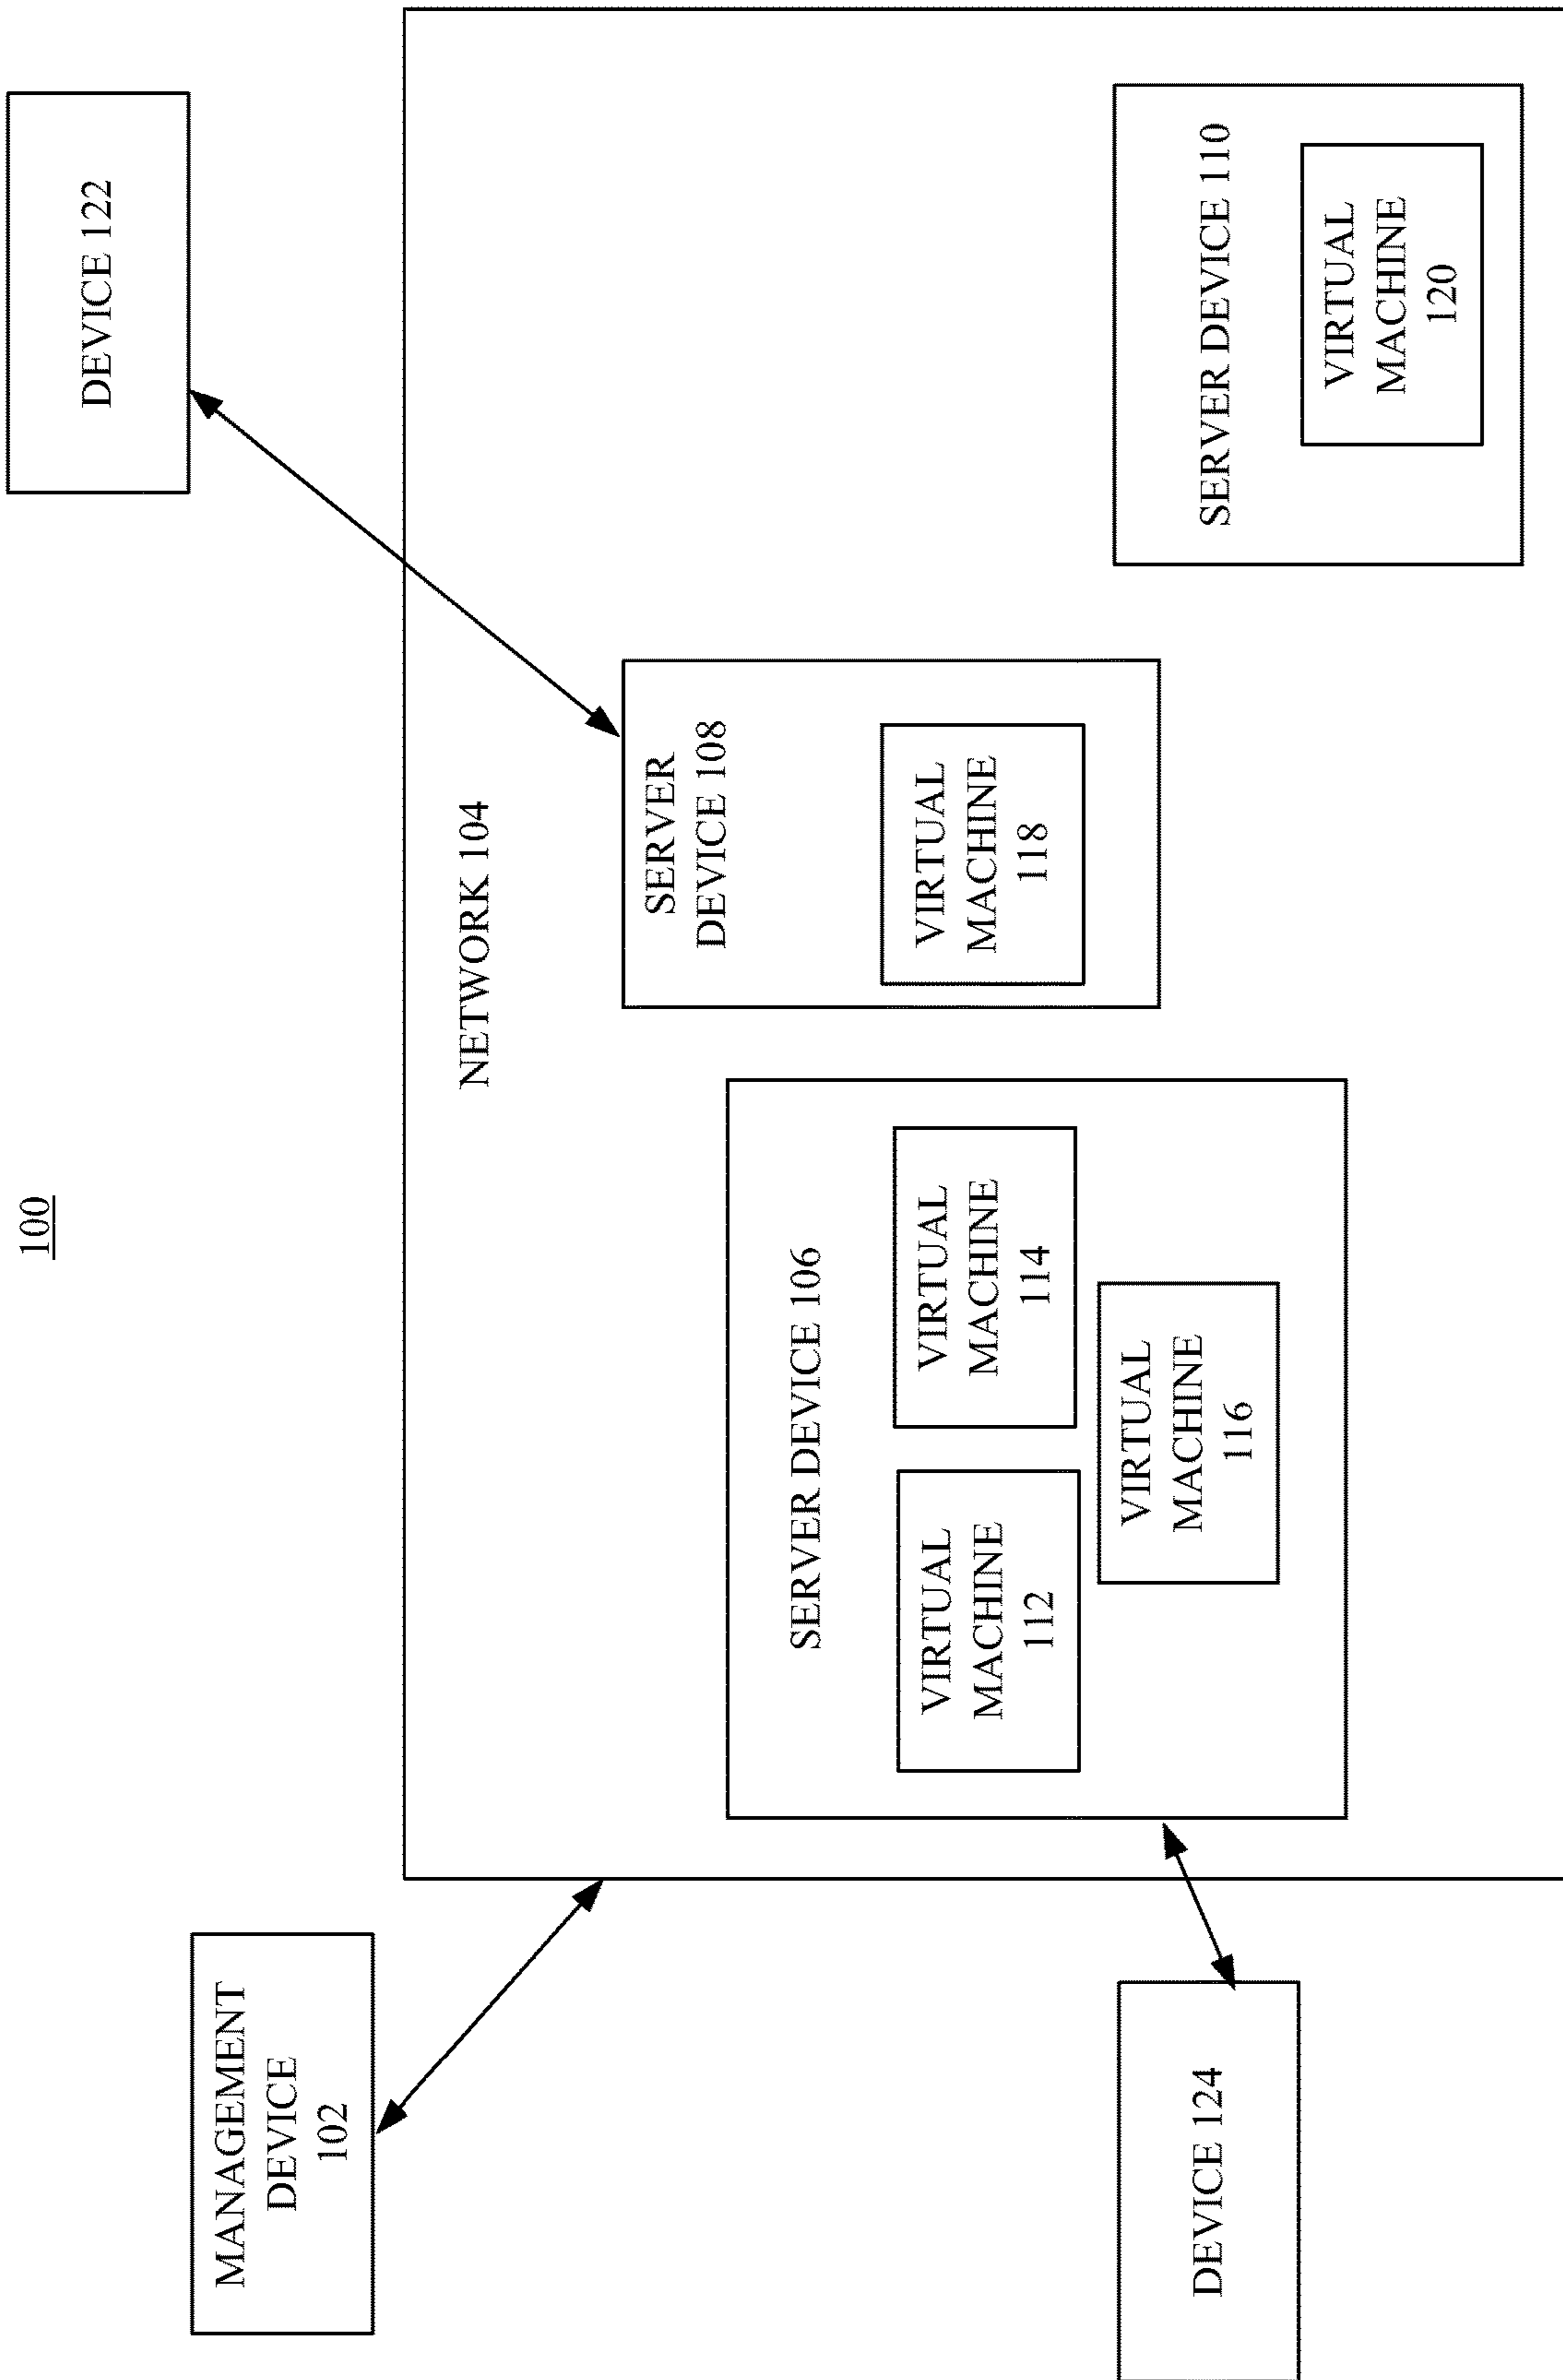 100
MANAGEMENT
DEVICE
102
DEVICE 122
NETWORK 104
SERVER
DEVICE 108
VIRTUAL
MACHINE
118
SERVER DEVICE 106
VIRTUAL
MACHINE
112
VIRTUAL
MACHINE
114
VIRTUAL
MACHINE
116
SERVER DEVICE 110
VIRTUAL
MACHINE
120
DEVICE 124